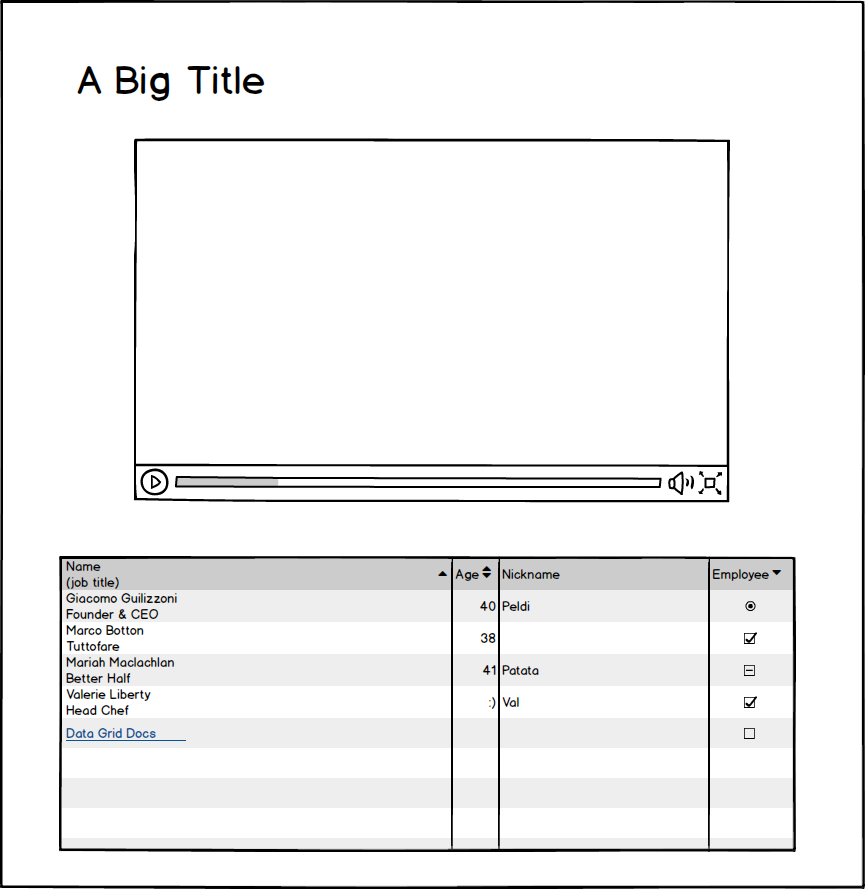 A Big Title
Name
(job title)
Age
Nickname
Employee
Giacomo Guilizzoni
Founder & CEO
40
Peldi
Marco Botton
Tuttofare
38
Mariah Maclachlan
Better Half
41
Patata
Valerie Liberty
Head Chef
:)
Val
Data Grid Docs